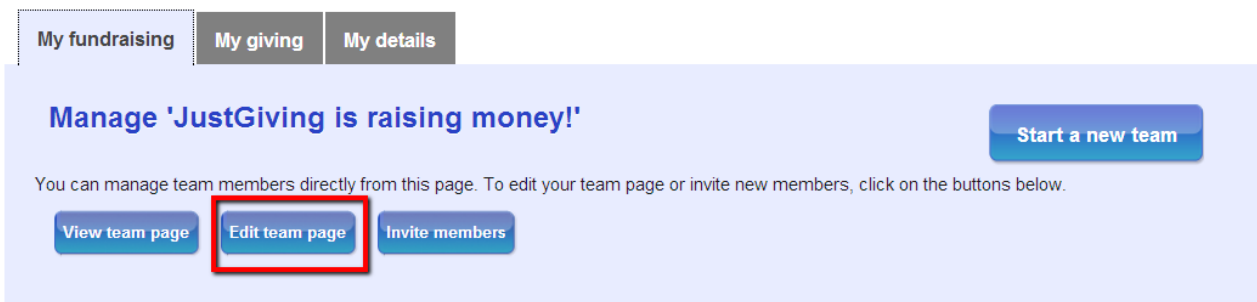 My fundraising My giving My details
Manage 'JustGiving is raising money!'
Start a new team
You can manage team members directly from this page. To edit your team page or invite new members, click on the buttons below.
View team page Edit team page Invite members